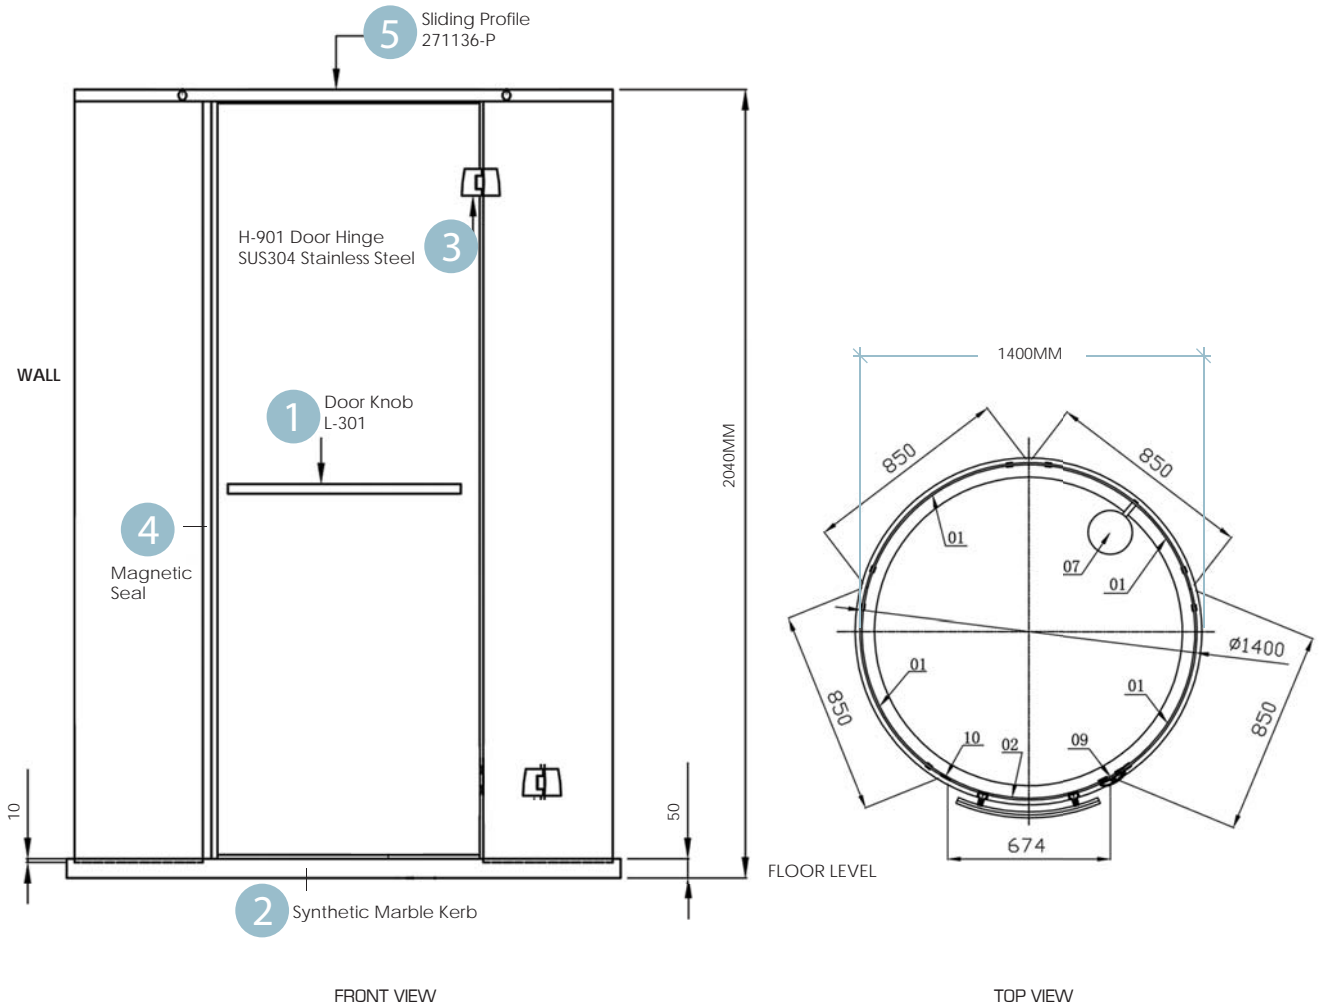 5
Sliding Profile
271136-P
3
H-901 Door Hinge
SUS304 Stainless Steel
WALL
1
Door Knob
L-301
4
Magnetic
Seal
2040MM
10
50
FLOOR LEVEL
2
Synthetic Marble Kerb
FRONT VIEW
1400MM
850
850
01
07
01
ø1400
01
01
850
850
10
02
09
674
TOP VIEW